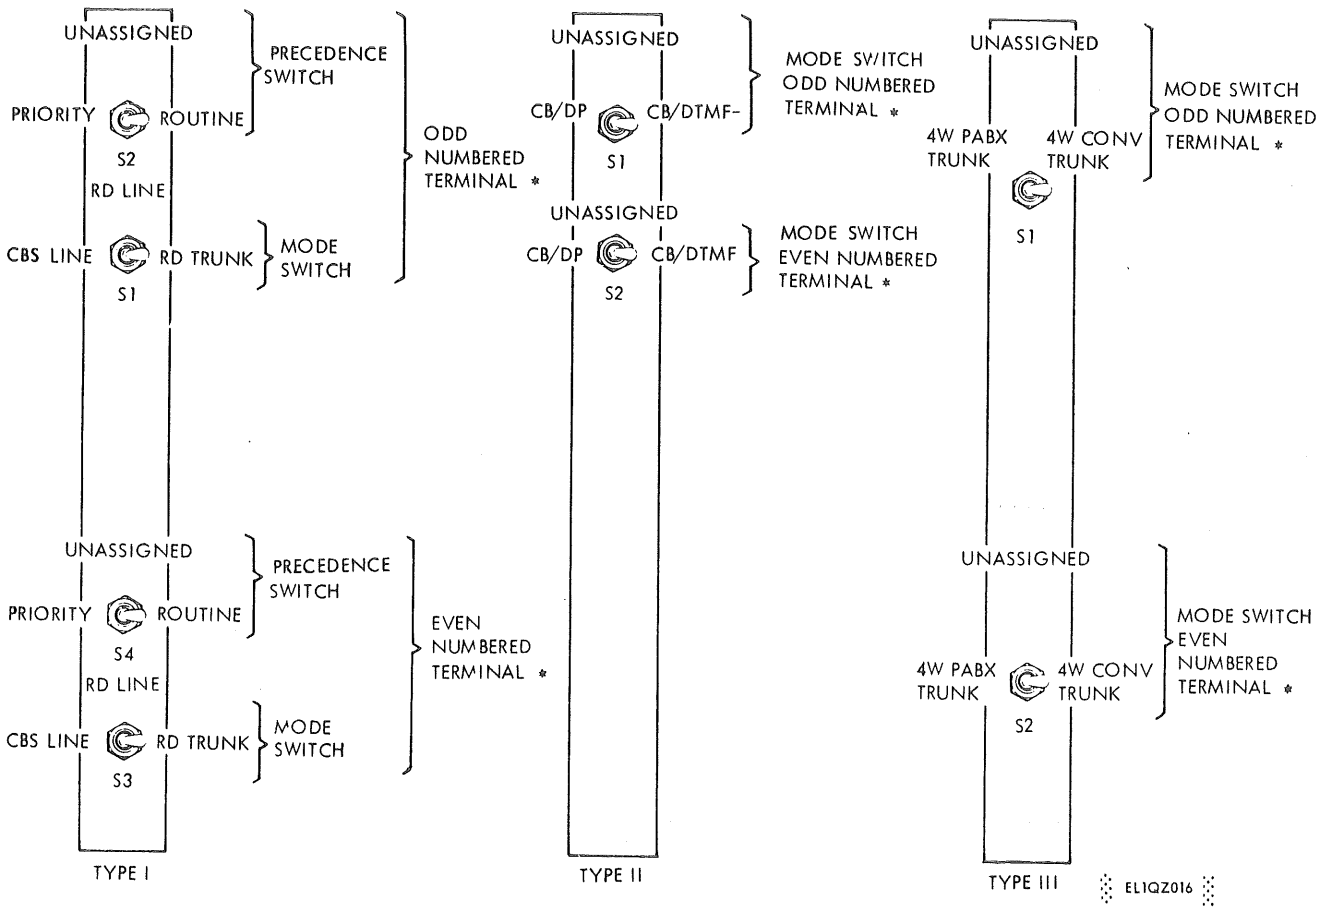 UNASSIGNED
PRECEDENCE
SWITCH
PRIORITY
ROUTINE
S2
RD LINE
CBS LINE
RD TRUNK
S1
MODE
SWITCH
ODD
NUMBERED
TERMINAL *
UNASSIGNED
PRECEDENCE
SWITCH
PRIORITY
ROUTINE
S4
RD LINE
CBS LINE
RD TRUNK
S3
MODE
SWITCH
EVEN
NUMBERED
TERMINAL *
TYPE I
UNASSIGNED
CB/DP
CB/DTMF-
S1
MODE SWITCH
ODD NUMBERED
TERMINAL *
UNASSIGNED
CB/DP
CB/DTMF
S2
MODE SWITCH
EVEN NUMBERED
TERMINAL *
TYPE II
UNASSIGNED
4W PABX
TRUNK
4W CONV
TRUNK
S1
MODE SWITCH
ODD NUMBERED
TERMINAL *
UNASSIGNED
4W PABX
TRUNK
4W CONV
TRUNK
S2
MODE SWITCH
EVEN
NUMBERED
TERMINAL *
TYPE III
EL1QZ016